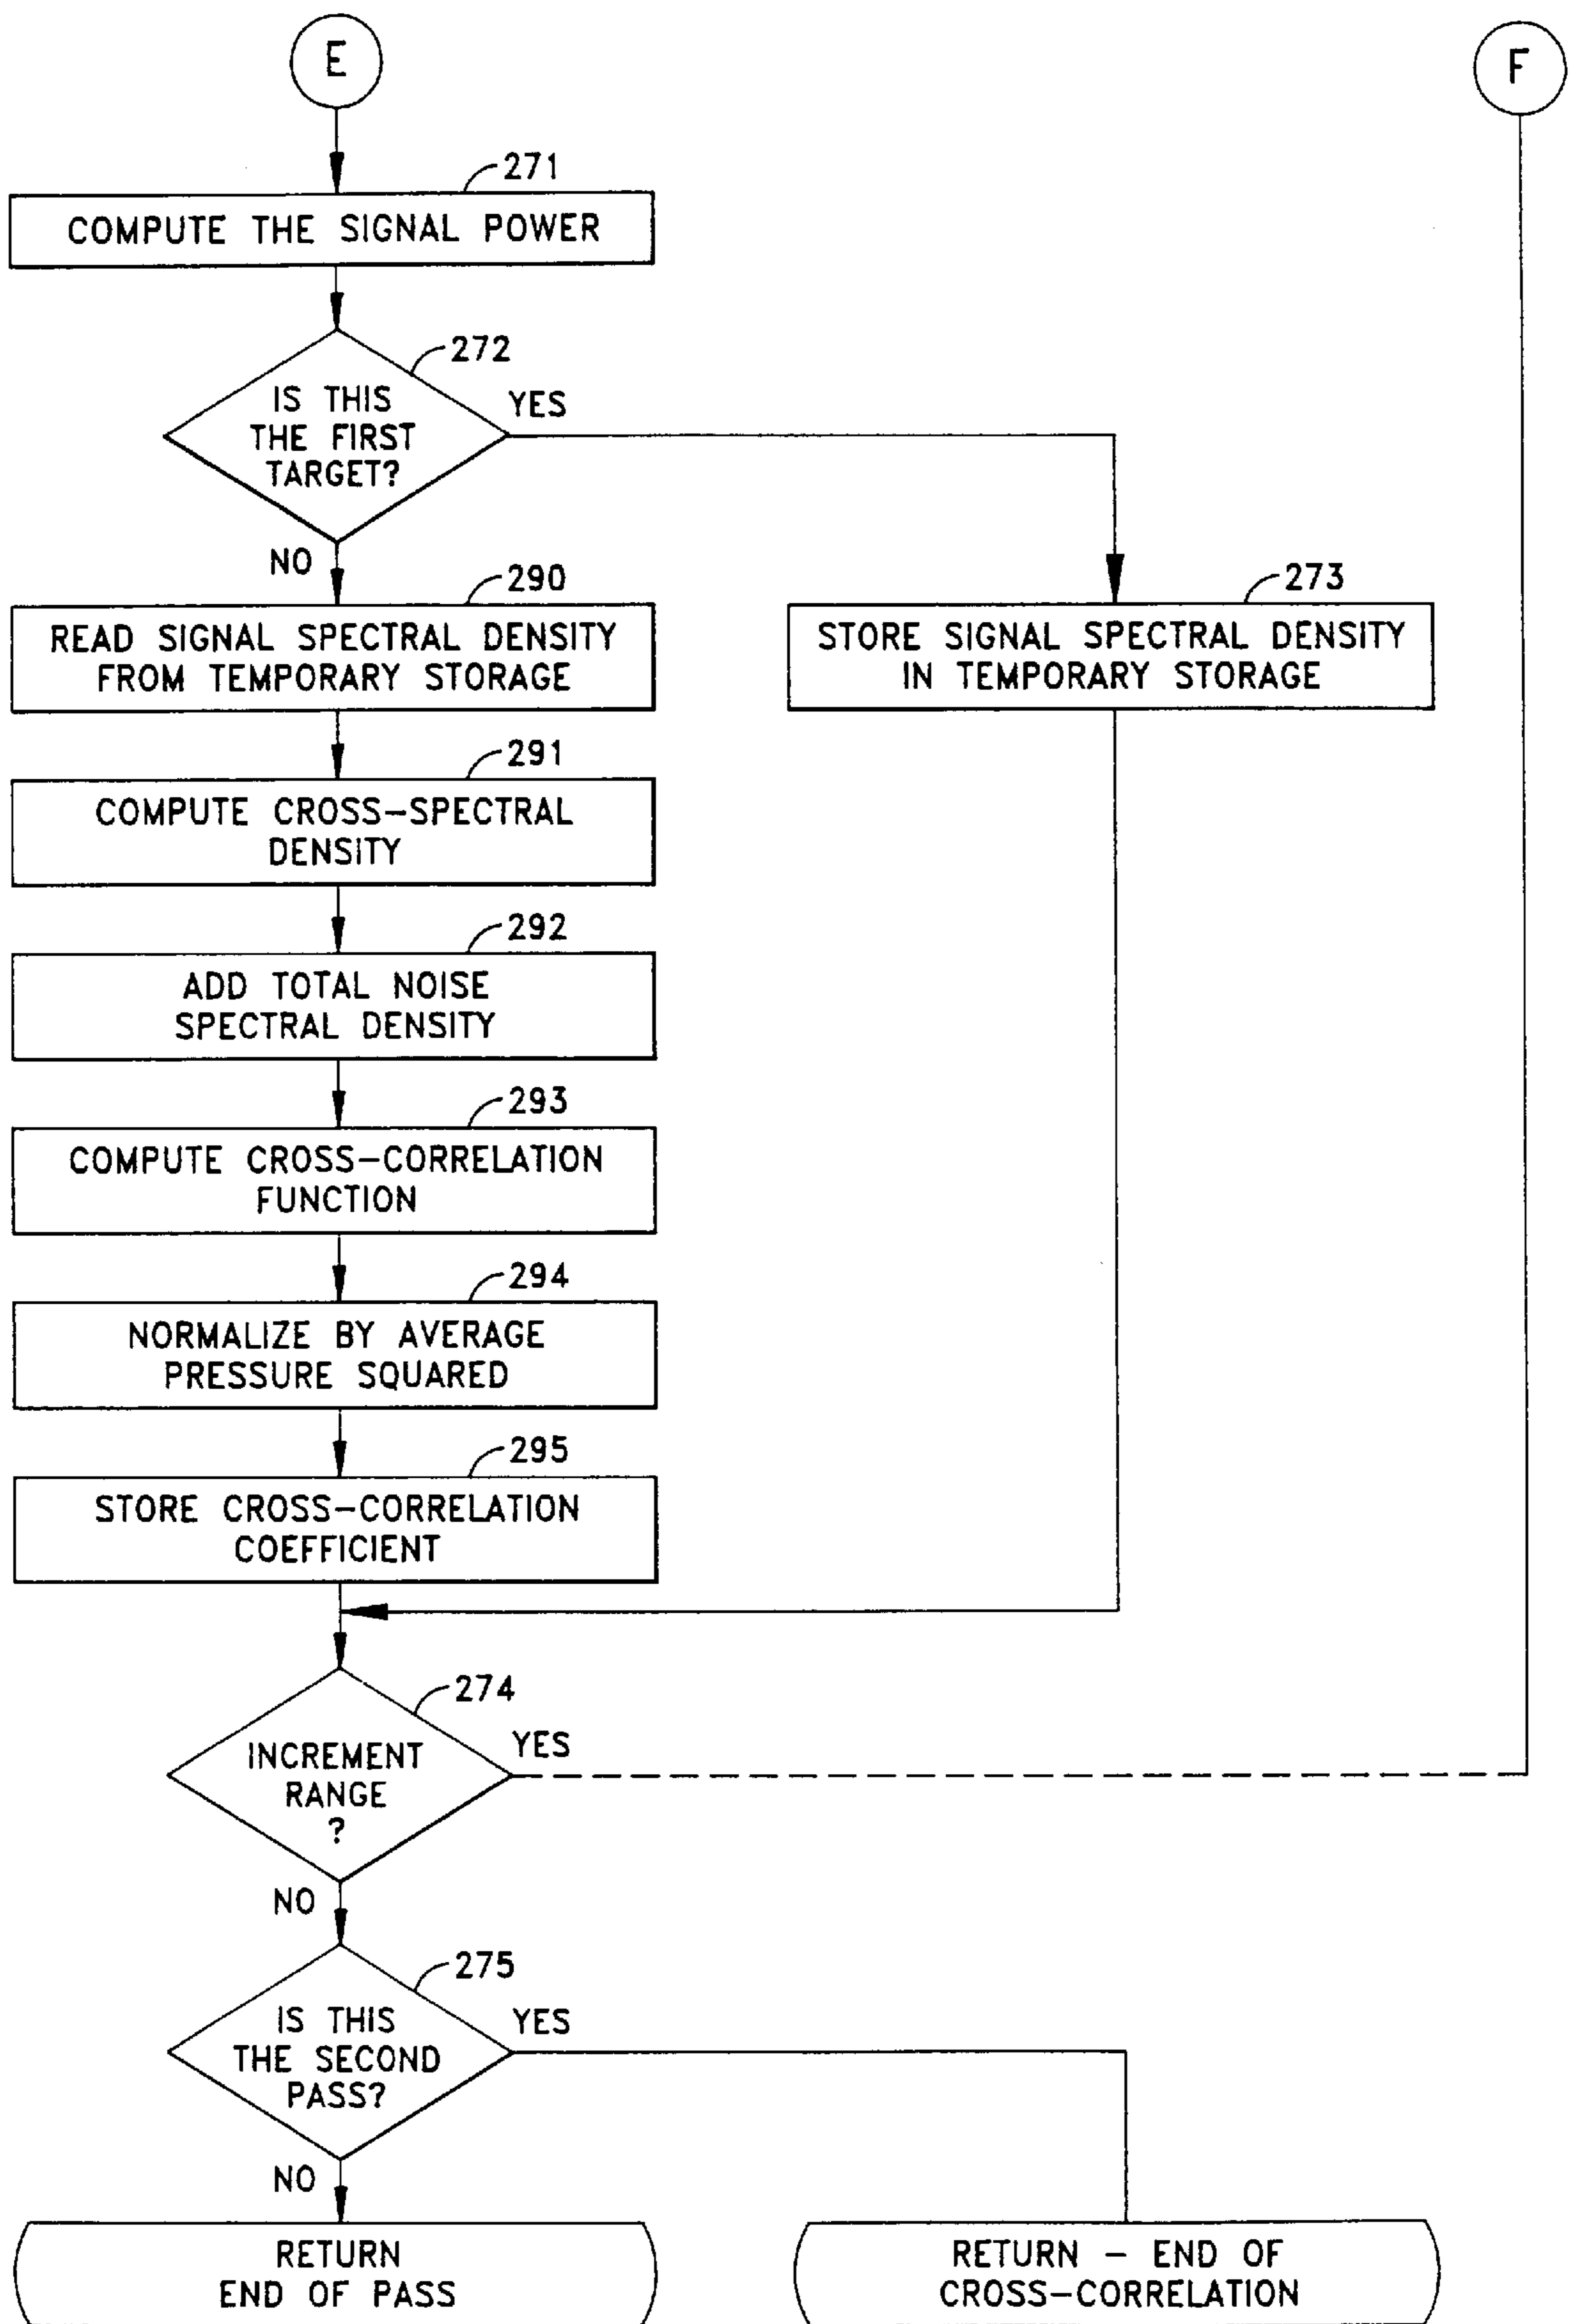 E
F
271
COMPUTE THE SIGNAL POWER
272
IS THIS
THE FIRST
TARGET?
YES
NO
290
READ SIGNAL SPECTRAL DENSITY
FROM TEMPORARY STORAGE
273
STORE SIGNAL SPECTRAL DENSITY
IN TEMPORARY STORAGE
291
COMPUTE CROSS-SPECTRAL
DENSITY
292
ADD TOTAL NOISE
SPECTRAL DENSITY
293
COMPUTE CROSS-CORRELATION
FUNCTION
294
NORMALIZE BY AVERAGE
PRESSURE SQUARED
295
STORE CROSS-CORRELATION
COEFFICIENT
274
INCREMENT
RANGE
?
YES
NO
275
IS THIS
THE SECOND
PASS?
YES
NO
RETURN
END OF PASS
RETURN - END OF
CROSS-CORRELATION